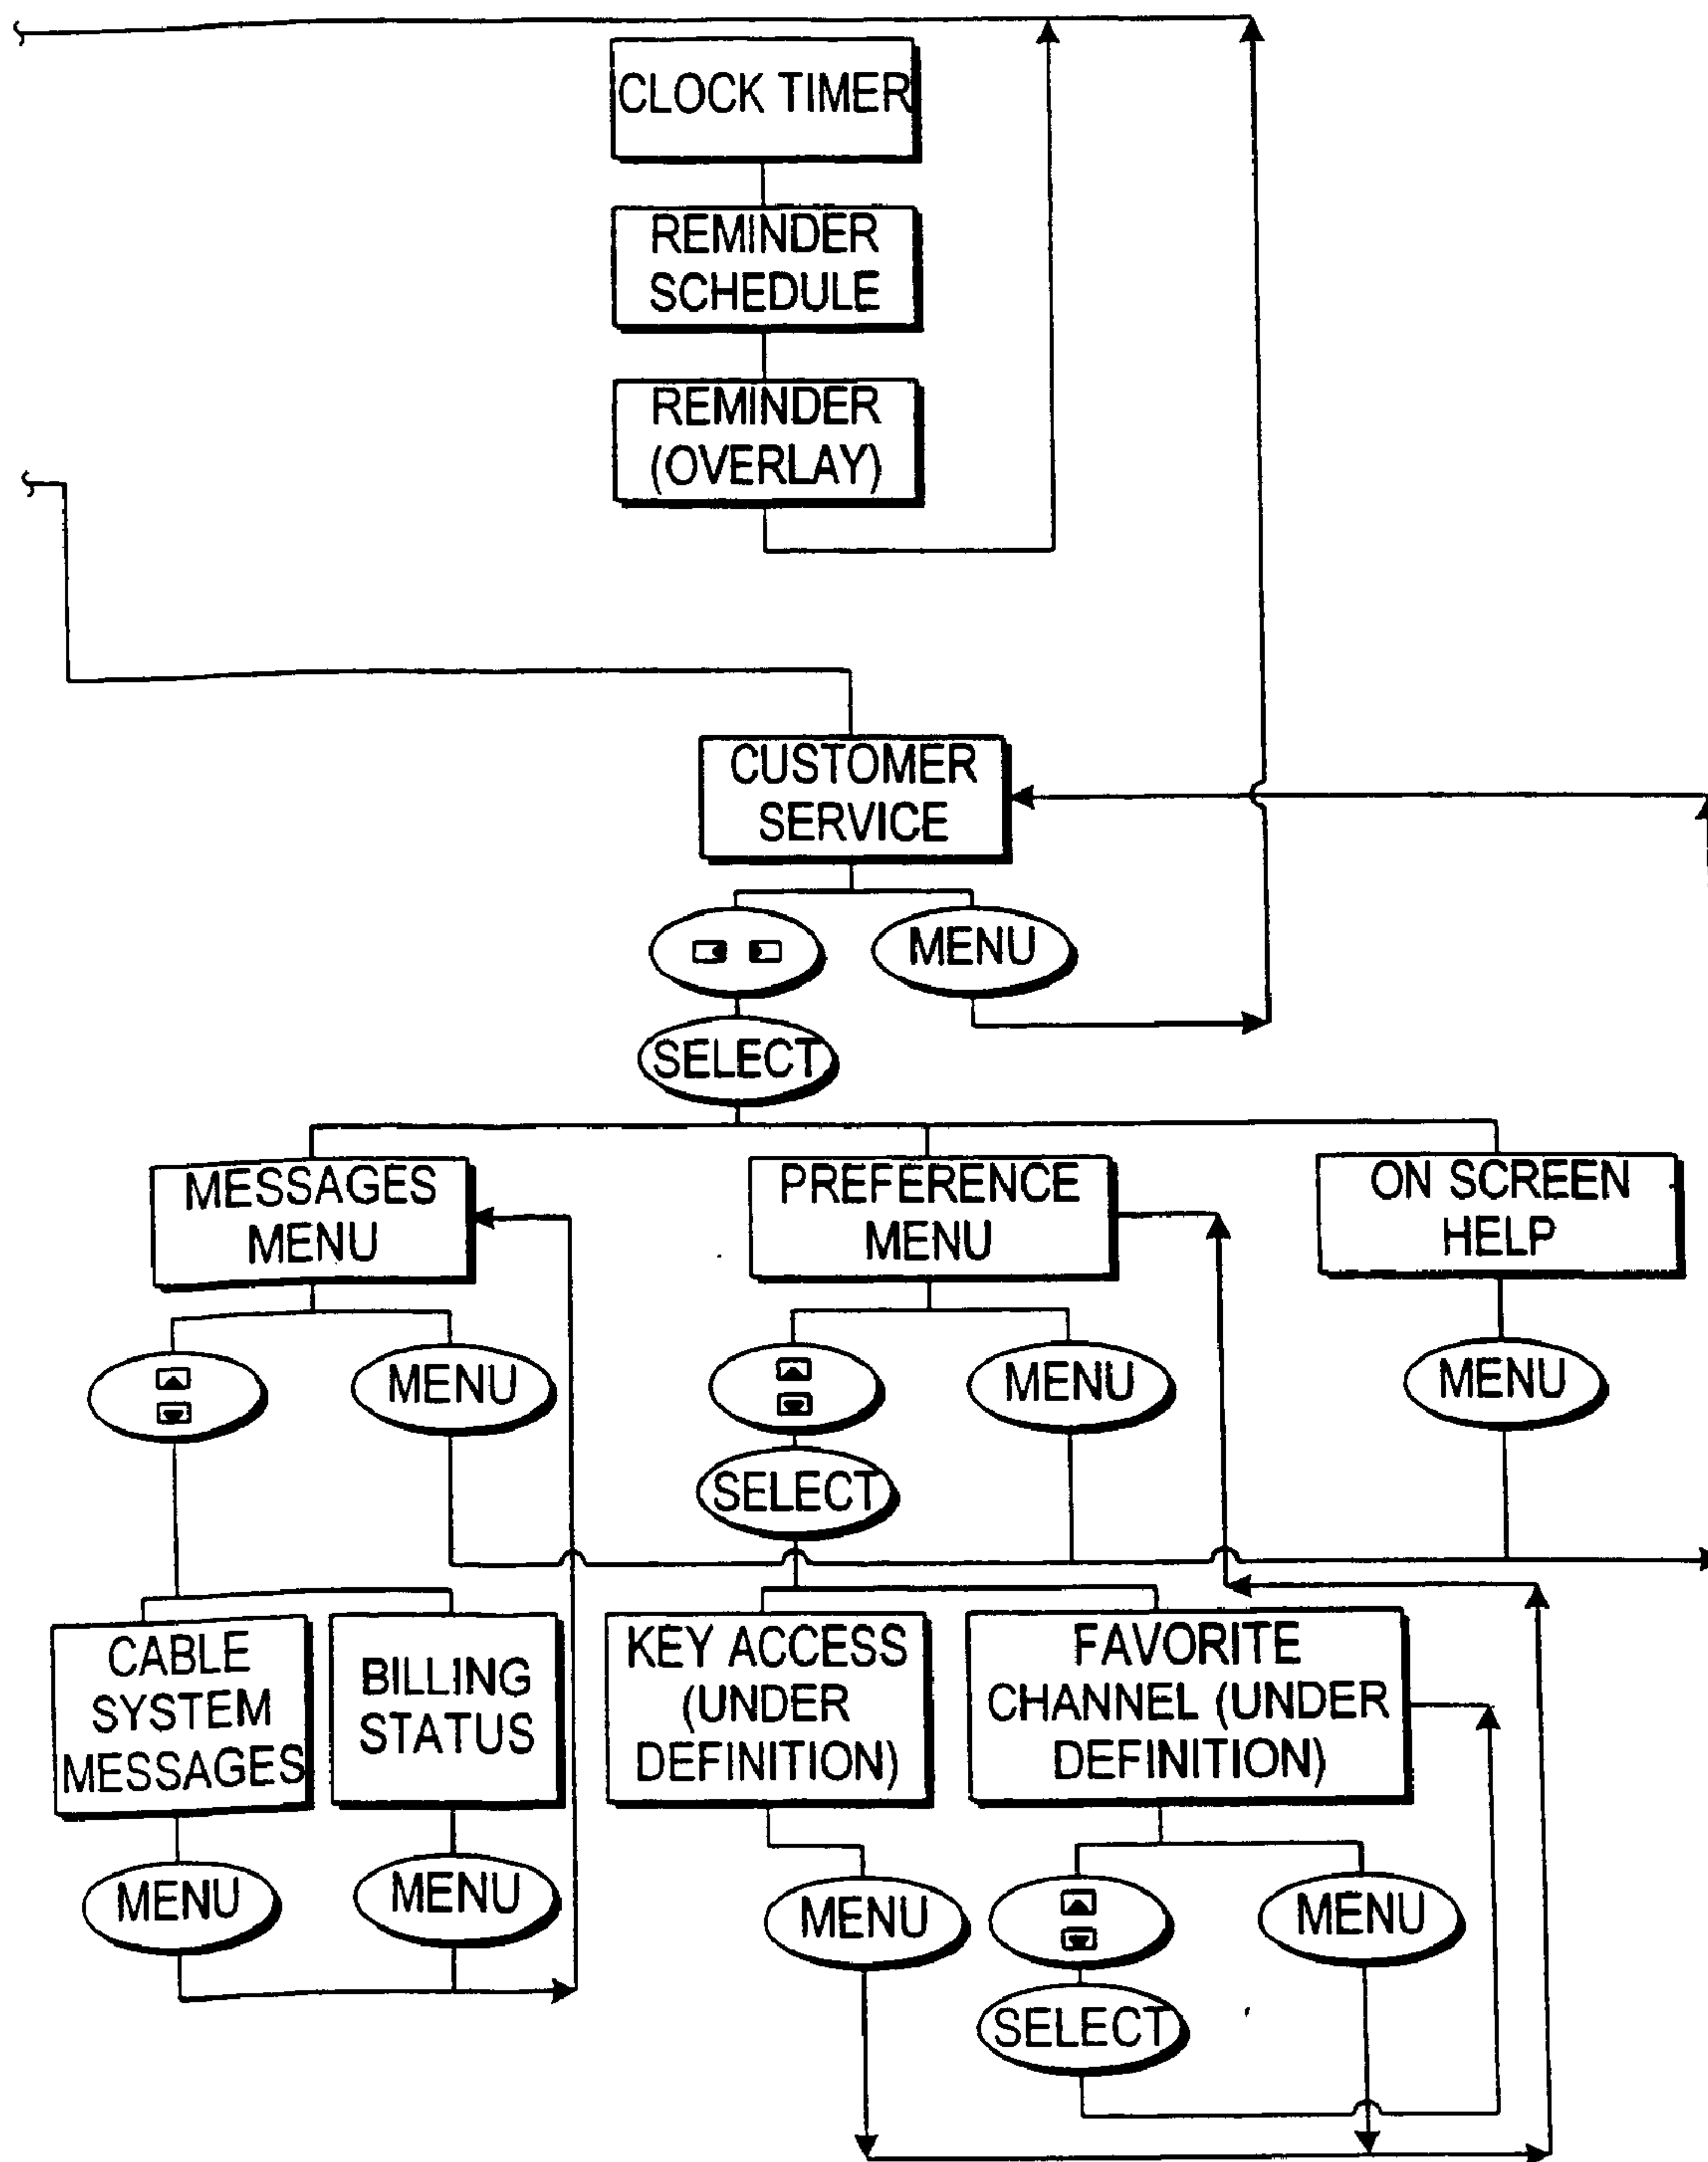 CLOCK TIMER
REMINDER
SCHEDULE
REMINDER
(OVERLAY)
CUSTOMER
SERVICE
MENU
SELECT
MESSAGES
MENU
PREFERENCE
MENU
ON SCREEN
HELP
MENU
MENU
MENU
SELECT
CABLE
SYSTEM
MESSAGES
BILLING
STATUS
KEY ACCESS
(UNDER
DEFINITION)
FAVORITE
CHANNEL (UNDER
DEFINITION)
MENU
MENU
MENU
MENU
SELECT